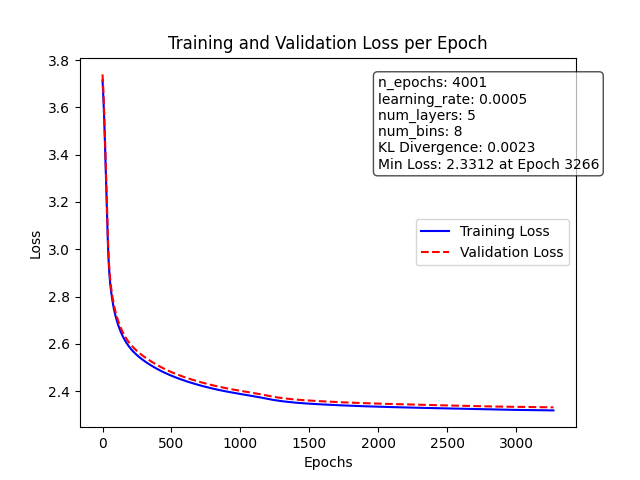 Training and Validation Loss per Epoch
3.8
3.6
3.4
3.2
3.0
2.8
2.6
2.4
Loss
n_epochs: 4001
learning_rate: 0.0005
num_layers: 5
num_bins: 8
KL Divergence: 0.0023
Min Loss: 2.3312 at Epoch 3266
Training Loss
Validation Loss
0 500 1000 1500 2000 2500 3000
Epochs